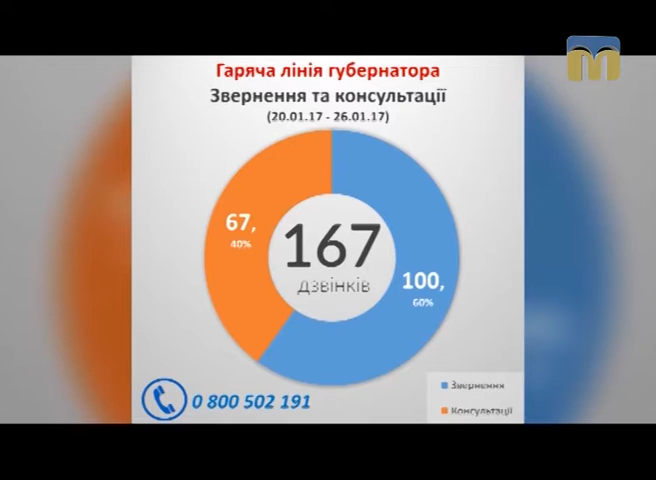 Гаряча лінія губернатора
Звернення та консультації
(20.01.17 - 26.01.17)
67,
40%
167
дзвінків
100,
60%
Звернення
Консультації
0 800 502 191